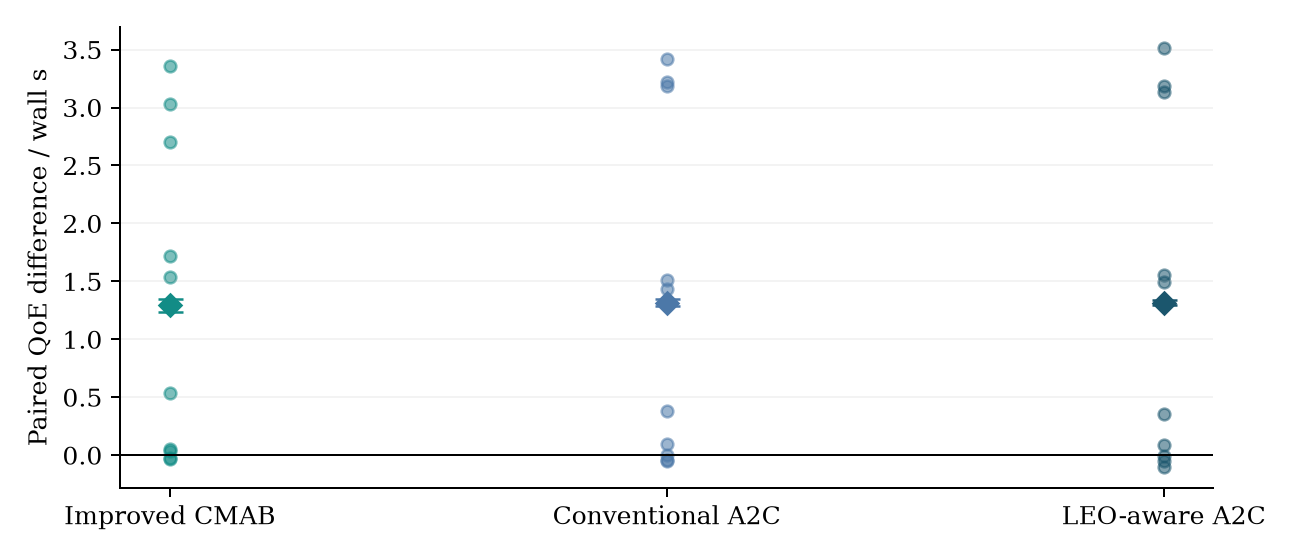 Paired QoE difference / wall s
3.5
3.0
2.5
2.0
1.5
1.0
0.5
0.0
Improved CMAB
Conventional A2C
LEO-aware A2C